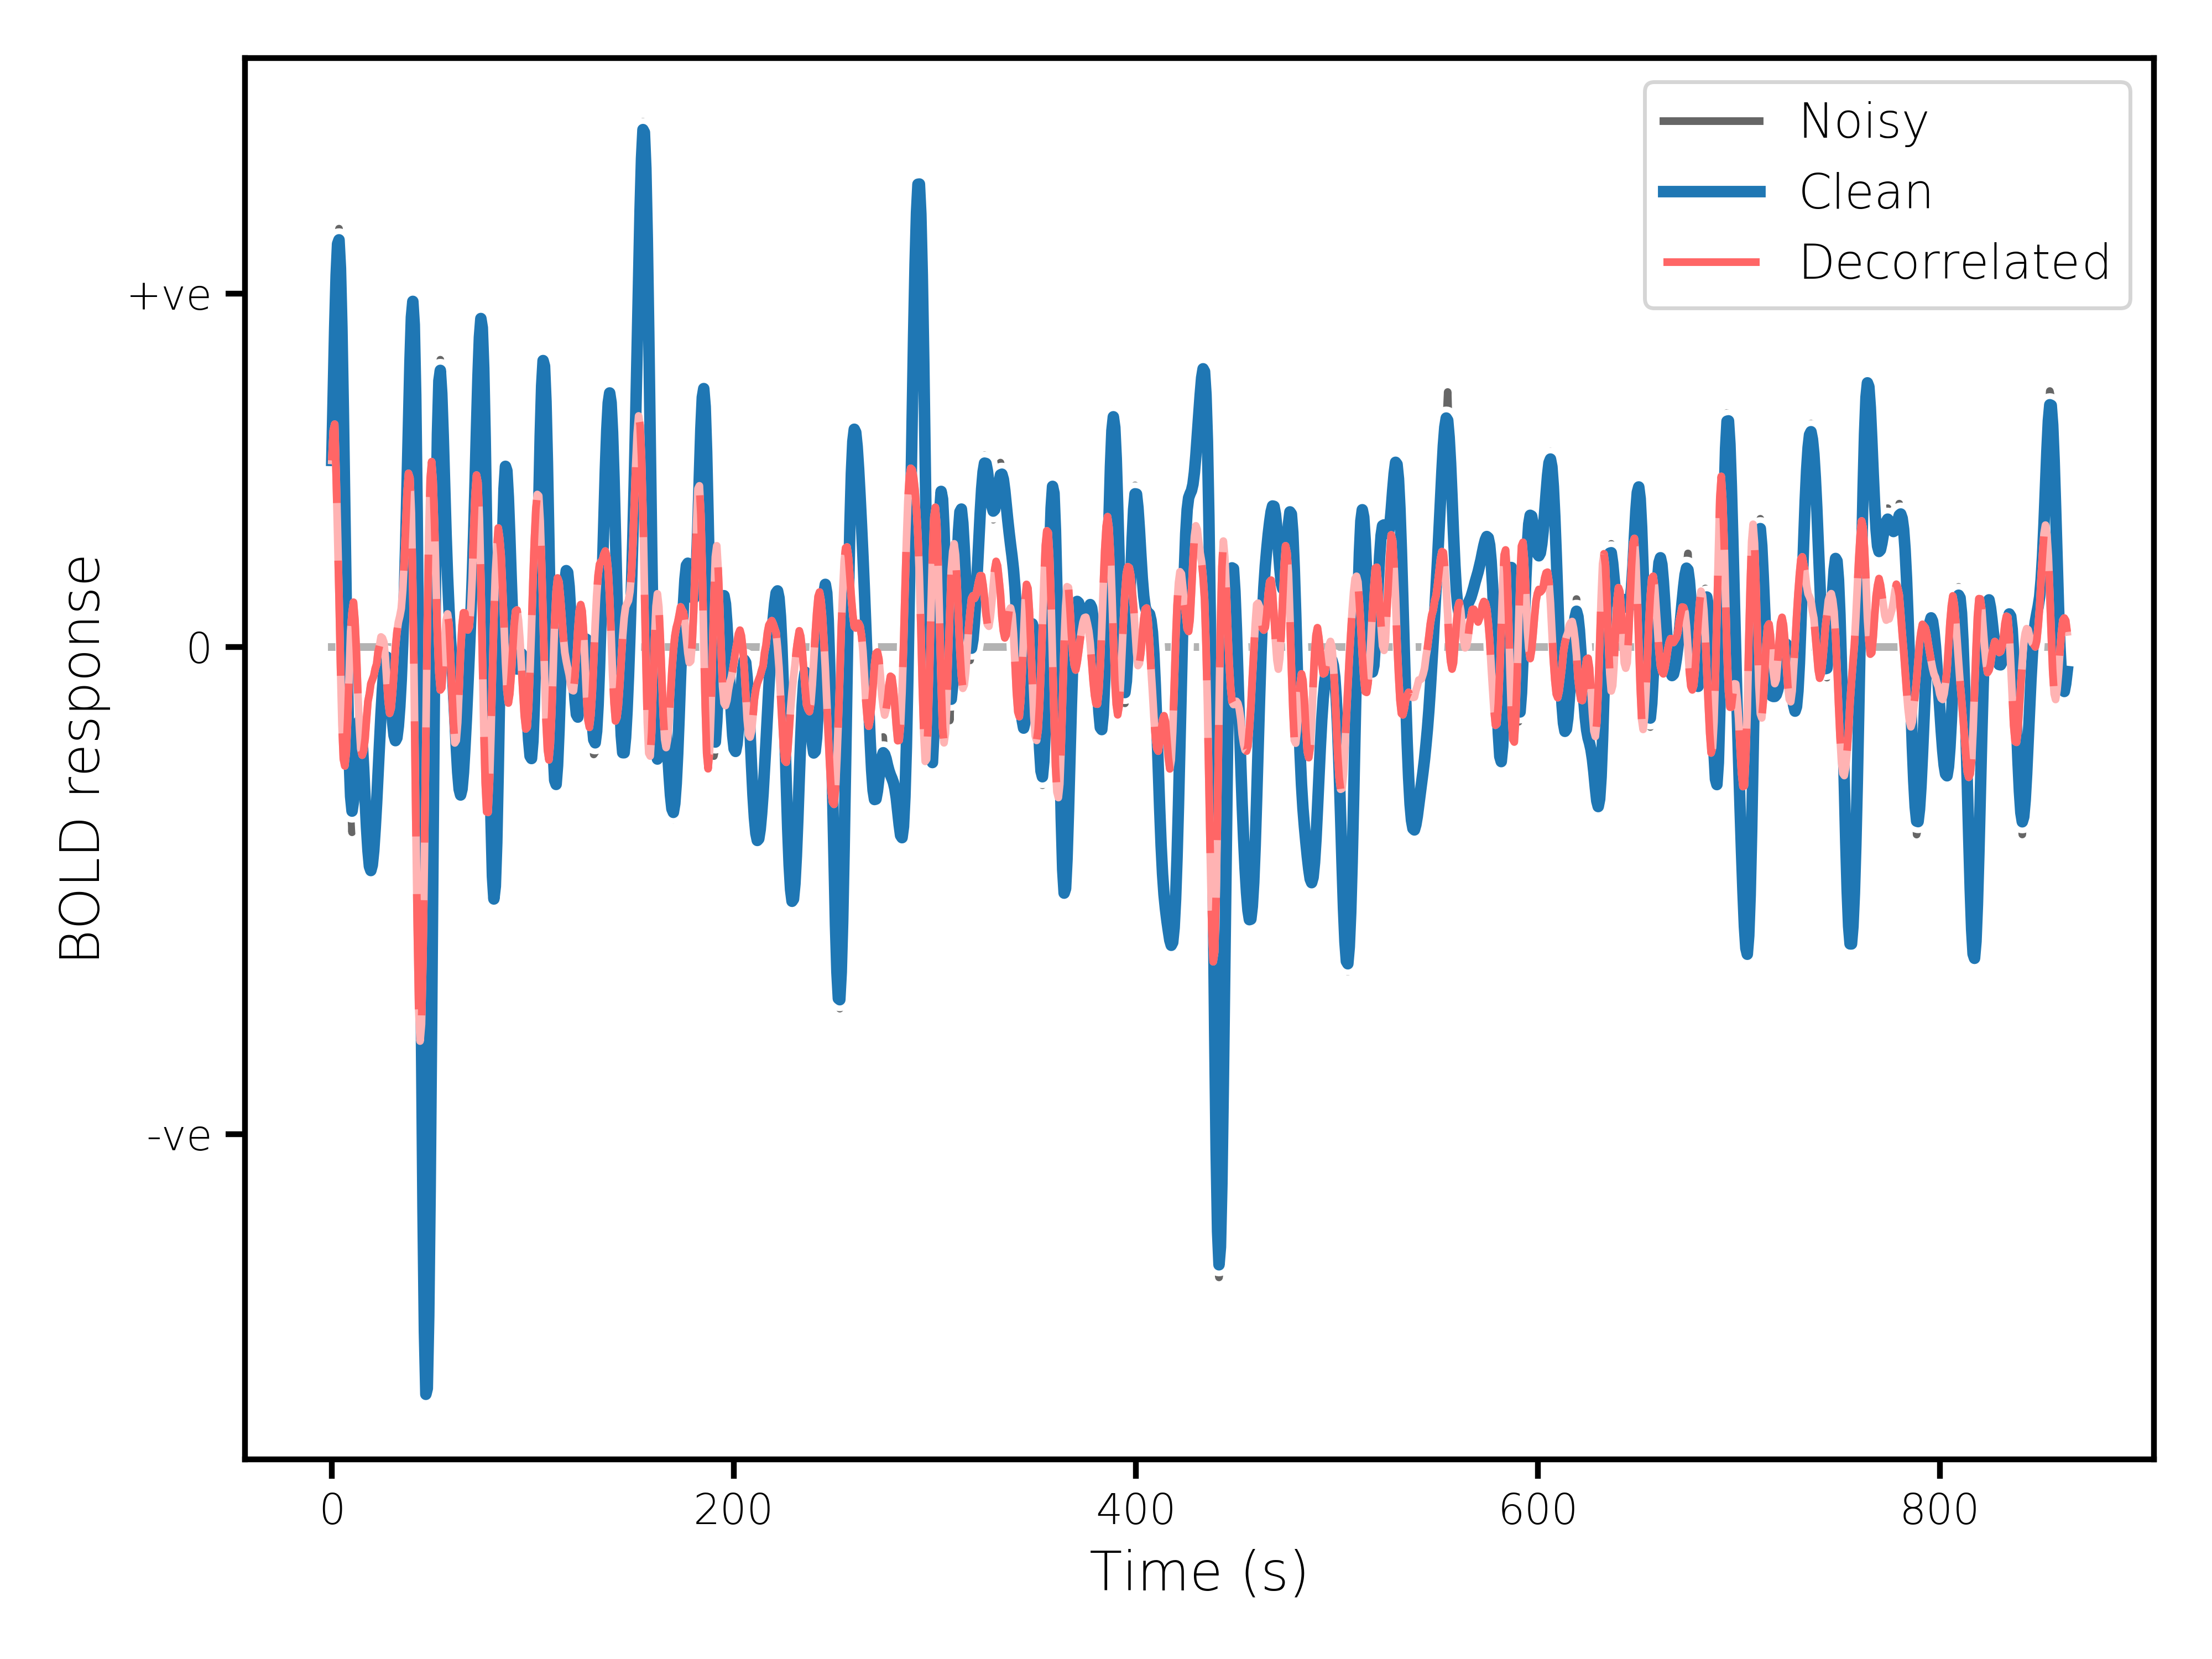 Noisy
Clean
Decorrelated
+ve
0
-ve
BOLD response
0 200 400 600 800
Time (s)